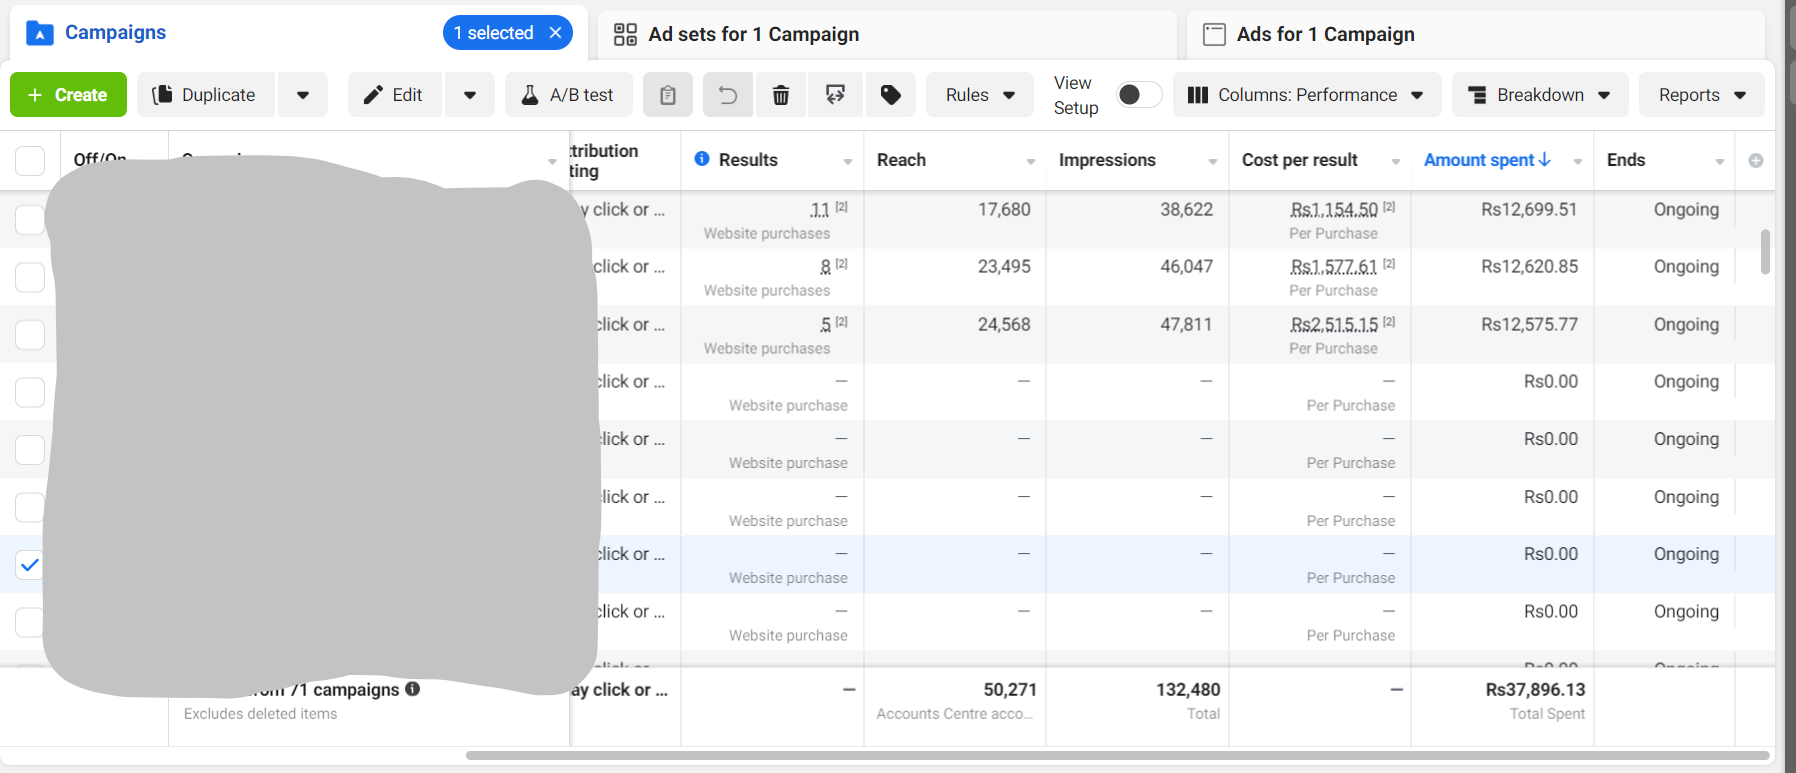 Campaigns 1 selected Ad sets for 1 Campaign Ads for 1 Campaign
+ Create Duplicate Edit A/B test Rules View Setup Columns: Performance Breakdown Reports
Off/On Results Reach Impressions Cost per result Amount spent↓ Ends
click or ... 11 [2] 17,680 38,622 Rs1,154.50 [2] Rs12,699.51 Ongoing
Website purchases Per Purchase
click or ... 8 [2] 23,495 46,047 Rs1,577.61 [2] Rs12,620.85 Ongoing
Website purchases Per Purchase
click or ... 5 [2] 24,568 47,811 Rs2,515.15 [2] Rs12,575.77 Ongoing
Website purchases Per Purchase
click or ... — — — — Rs0.00 Ongoing
Website purchase Per Purchase
click or ... — — — — Rs0.00 Ongoing
Website purchase Per Purchase
click or ... — — — — Rs0.00 Ongoing
Website purchase Per Purchase
click or ... — — — — Rs0.00 Ongoing
Website purchase Per Purchase
click or ... — — — — Rs0.00 Ongoing
Website purchase Per Purchase
71 campaigns click or ... — 50,271 132,480 — Rs37,896.13
Excludes deleted items Accounts Centre acco... Total Total Spent